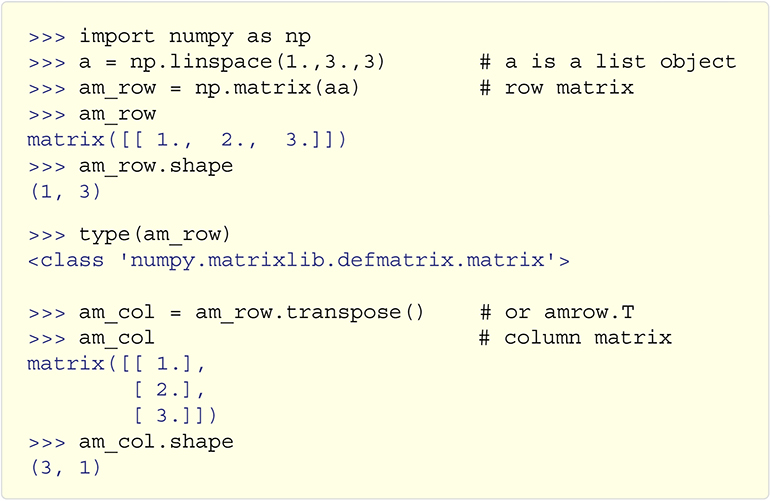 >>> import numpy as np
>>> a = np.linspace(1.,3.,3)       # a is a list object
>>> am_row = np.matrix(aa)         # row matrix
>>> am_row
matrix([[ 1.,  2.,  3.]])
>>> am_row.shape
(1, 3)
>>> type(am_row)
<class 'numpy.matrixlib.defmatrix.matrix'>
>>> am_col = am_row.transpose()    # or amrow.T
>>> am_col                         # column matrix
matrix([[ 1.],
        [ 2.],
        [ 3.]])
>>> am_col.shape
(3, 1)